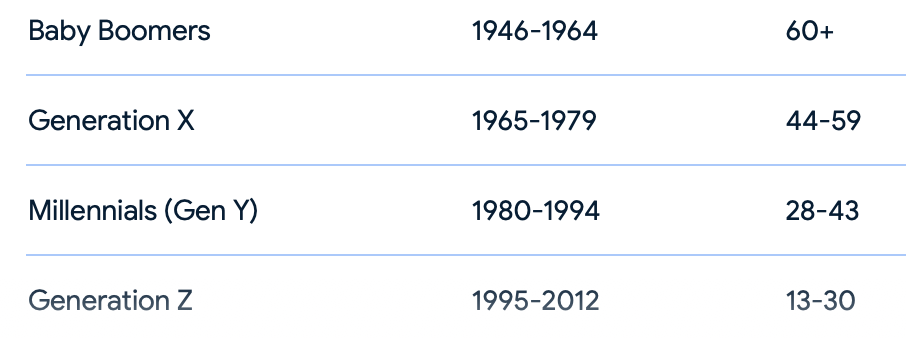 Baby Boomers 1946-1964 60+
Generation X 1965-1979 44-59
Millennials (Gen Y) 1980-1994 28-43
Generation Z 1995-2012 13-30